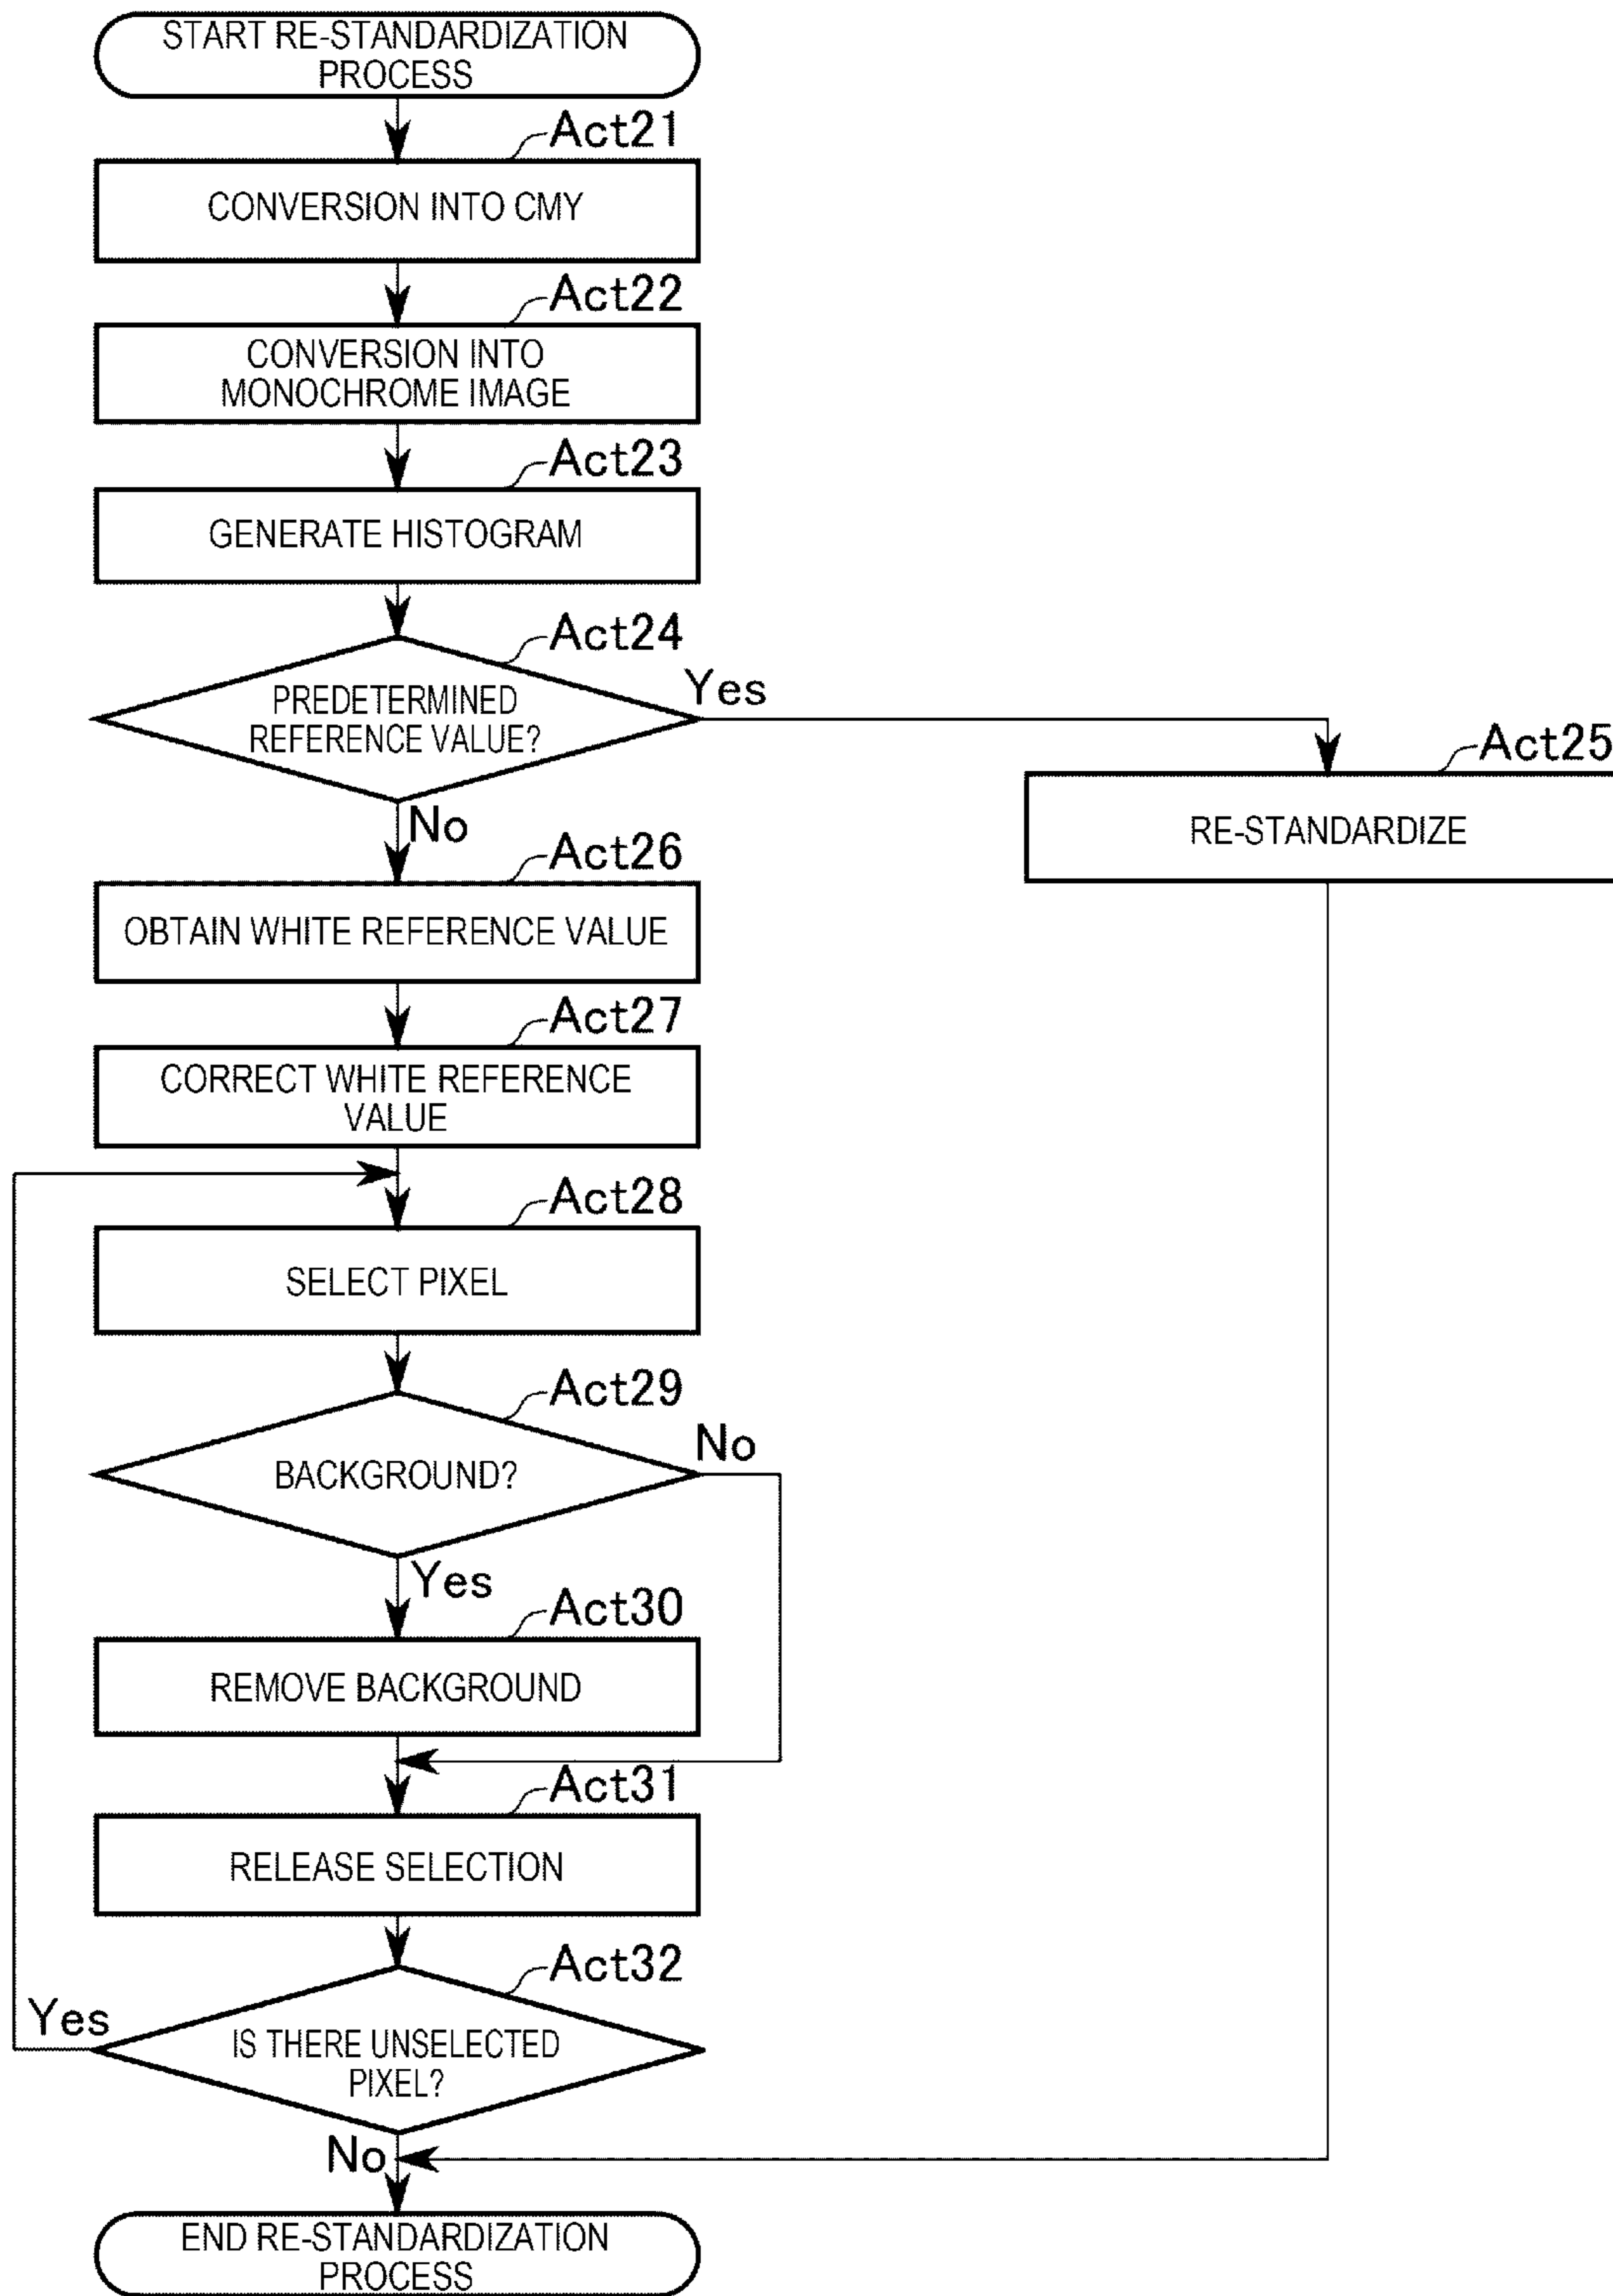 START RE-STANDARDIZATION
PROCESS
Act21
CONVERSION INTO CMY
Act22
CONVERSION INTO
MONOCHROME IMAGE
Act23
GENERATE HISTOGRAM
Act24
PREDETERMINED
REFERENCE VALUE?
Yes
Act25
RE-STANDARDIZE
No
Act26
OBTAIN WHITE REFERENCE VALUE
Act27
CORRECT WHITE REFERENCE
VALUE
Act28
SELECT PIXEL
Act29
BACKGROUND?
No
Yes
Act30
REMOVE BACKGROUND
Act31
RELEASE SELECTION
Act32
IS THERE UNSELECTED
PIXEL?
Yes
No
END RE-STANDARDIZATION
PROCESS